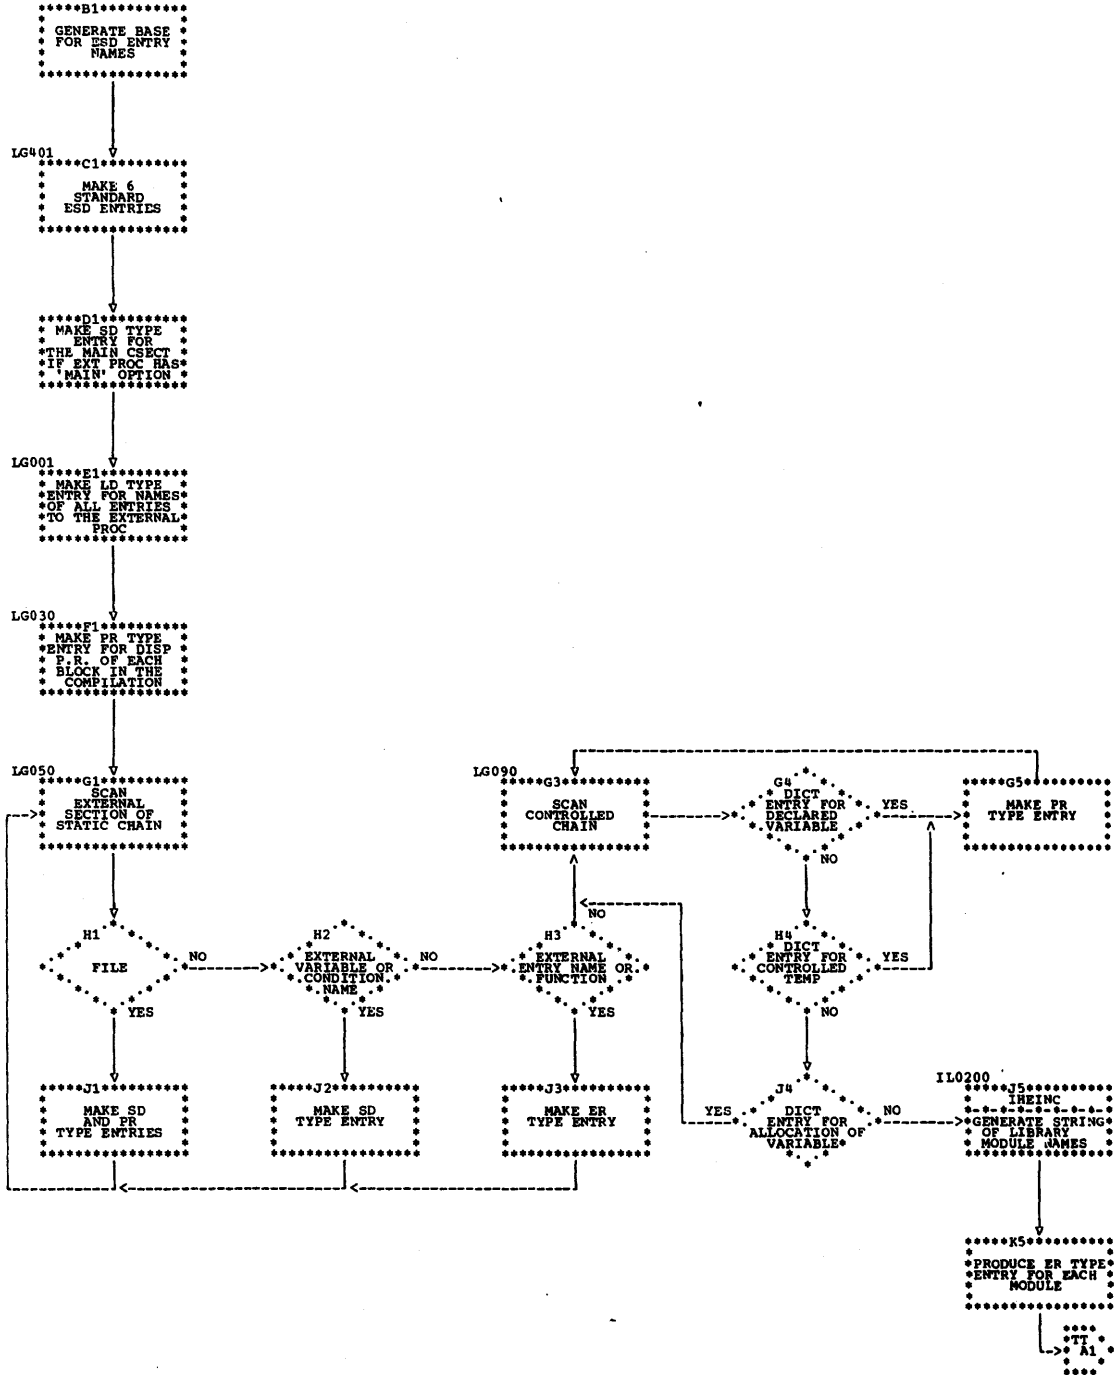 B1
GENERATE BASE
FOR ESD ENTRY
NAMES
LG401
C1
MAKE 6
STANDARD
ESD ENTRIES
D1
MAKE SD TYPE
ENTRY FOR
THE MAIN CSECT
IF EXT PROC HAS
'MAIN' OPTION
LG001
E1
MAKE LD TYPE
ENTRY FOR NAMES
OF ALL ENTRIES
TO THE EXTERNAL
PROC
LG030
F1
MAKE PR TYPE
ENTRY FOR DISP
P.R. OF EACH
BLOCK IN THE
COMPILATION
LG050
G1
SCAN
EXTERNAL
SECTION OF
STATIC CHAIN
LG090
G3
SCAN
CONTROLLED
CHAIN
G4
DICT
ENTRY FOR
DECLARED
VARIABLE
YES
NO
G5
MAKE PR
TYPE ENTRY
H1
FILE
NO
YES
H2
EXTERNAL
VARIABLE OR
CONDITION
NAME
NO
YES
H3
EXTERNAL
ENTRY NAME OR
FUNCTION
NO
YES
H4
DICT
ENTRY FOR
CONTROLLED
TEMP
YES
NO
J1
MAKE SD
AND PR
TYPE ENTRIES
J2
MAKE SD
TYPE ENTRY
J3
MAKE ER
TYPE ENTRY
J4
DICT
ENTRY FOR
ALLOCATION OF
VARIABLE
YES
NO
IL0200
J5
IHEINC
GENERATE STRING
OF LIBRARY
MODULE NAMES
K5
PRODUCE ER TYPE
ENTRY FOR EACH
MODULE
TT
A1